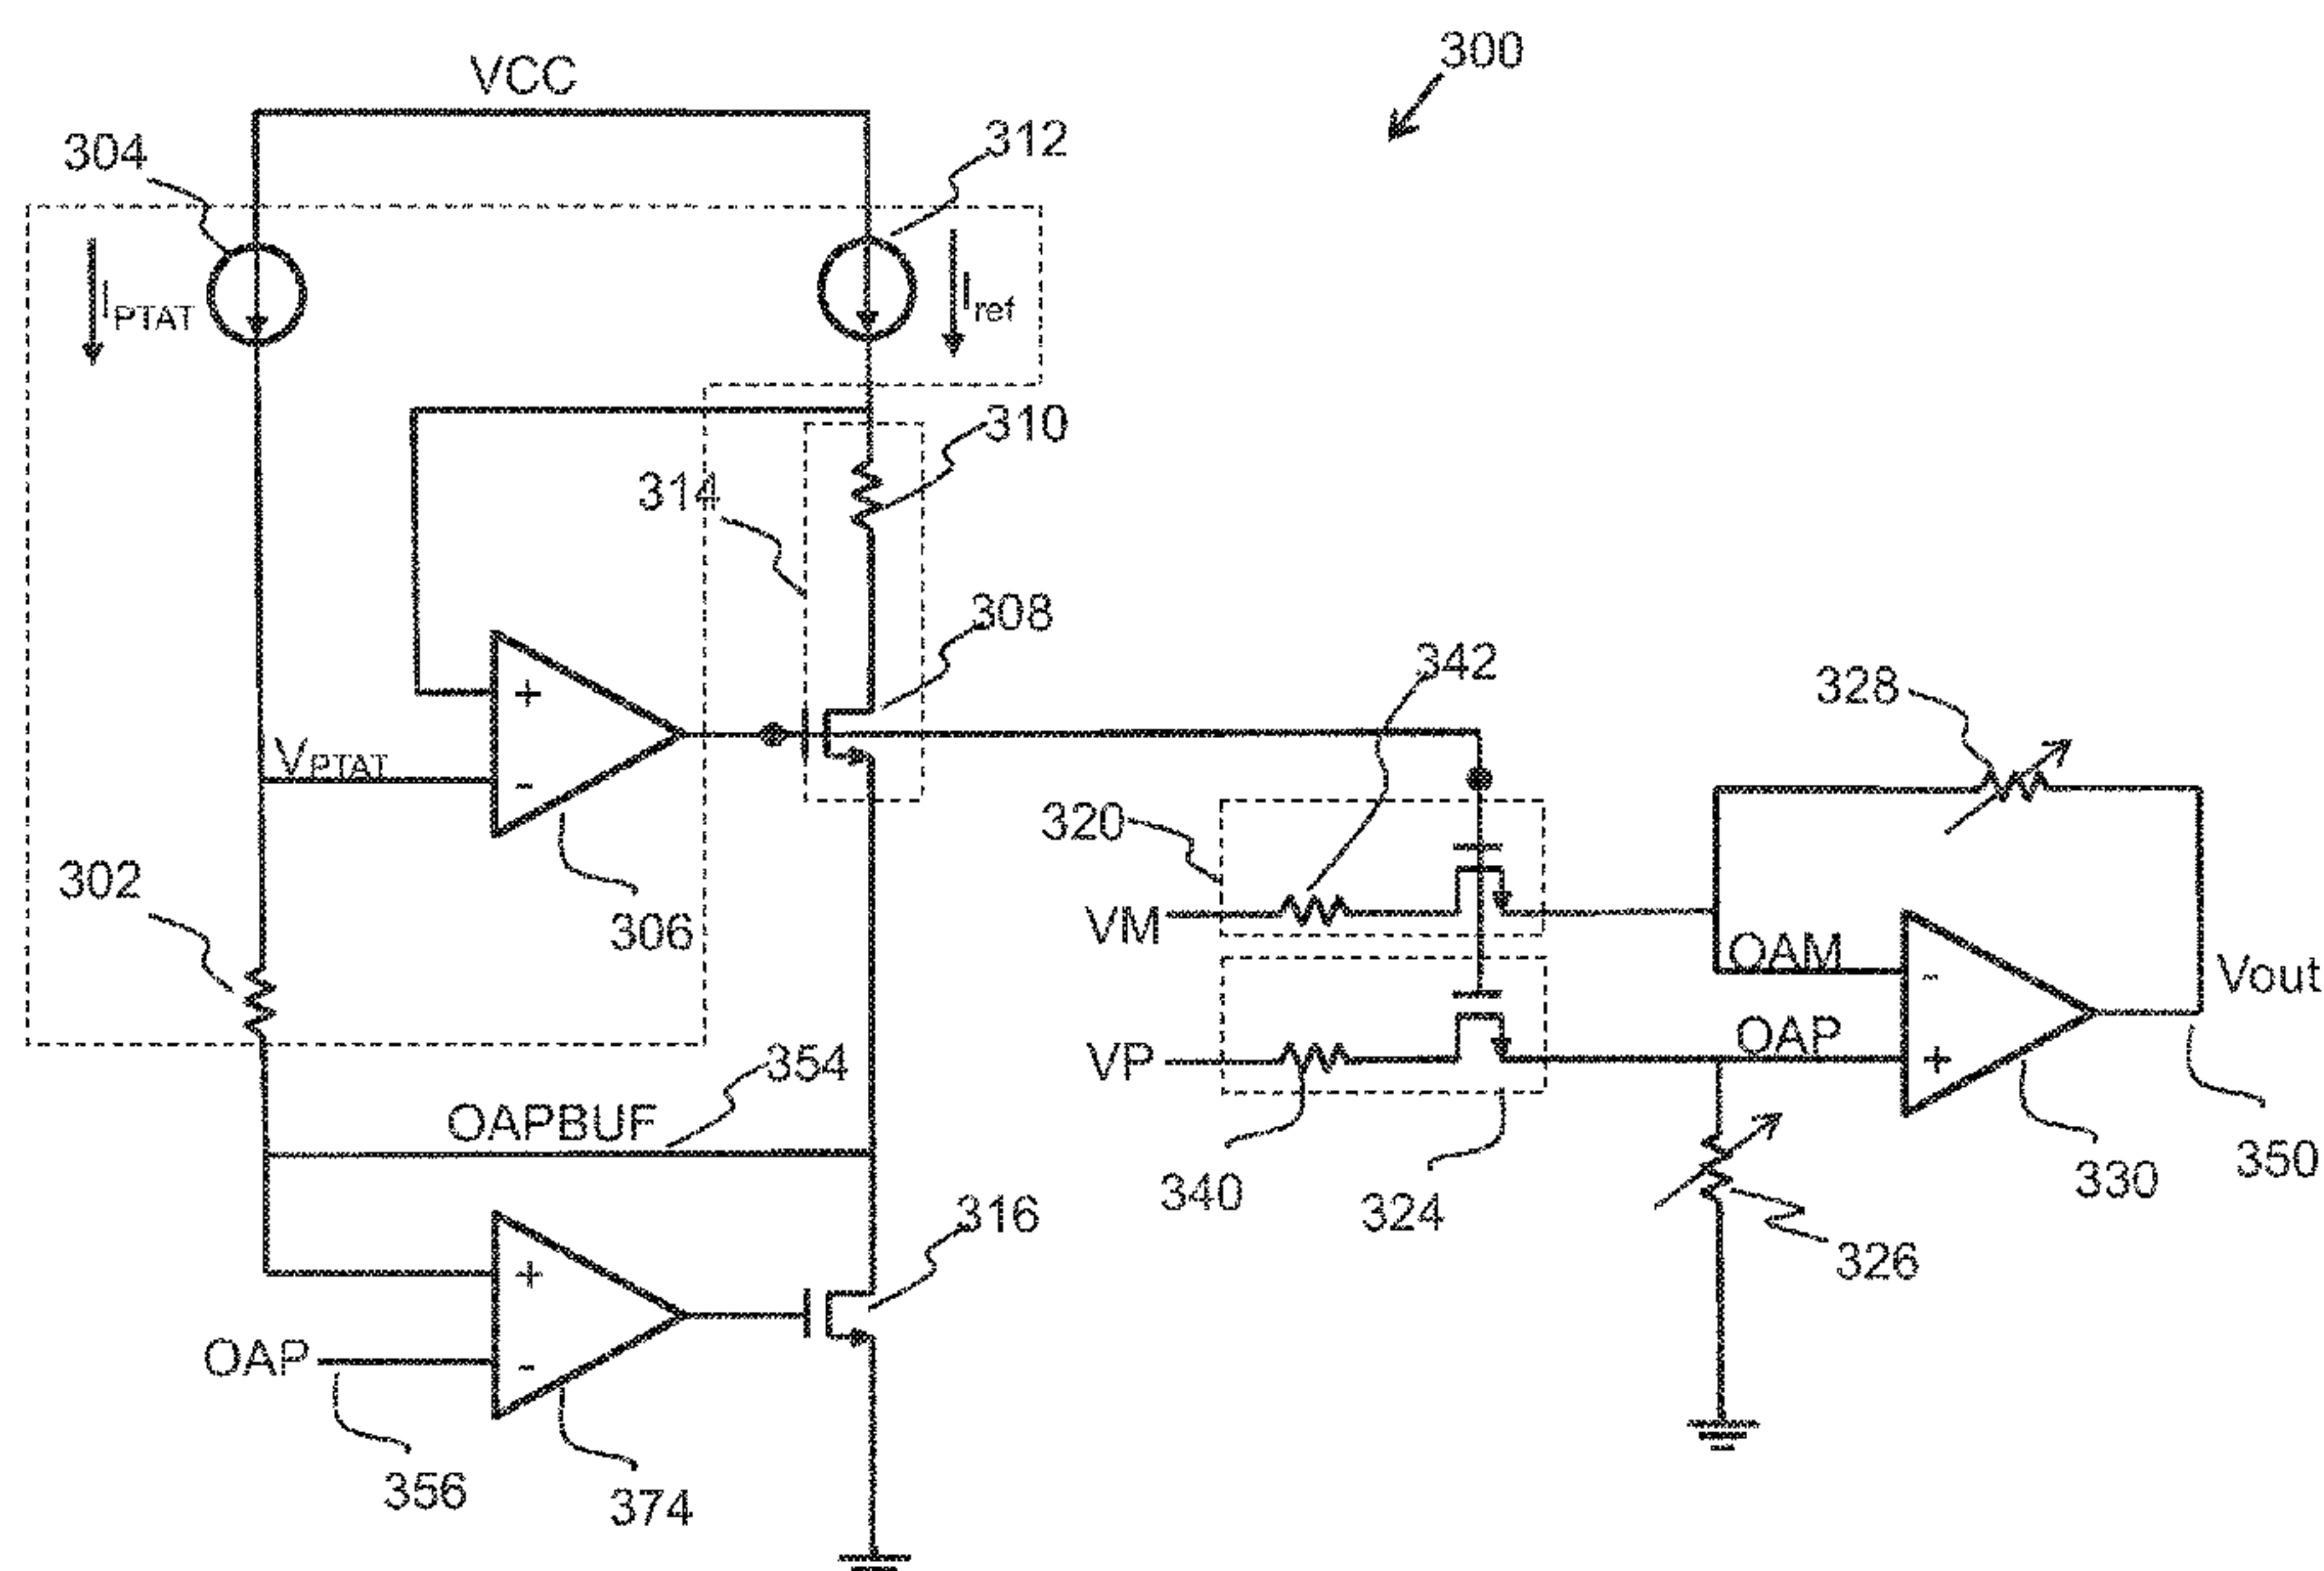 300
VCC
304
312
IPTAT
Iref
310
314
308
+
VPTAT
-
306
302
342
328
320
VM
OAM
-
Vout
VP
OAP
+
340
324
330
350
326
354
OAPBUF
316
+
OAP
-
356
374